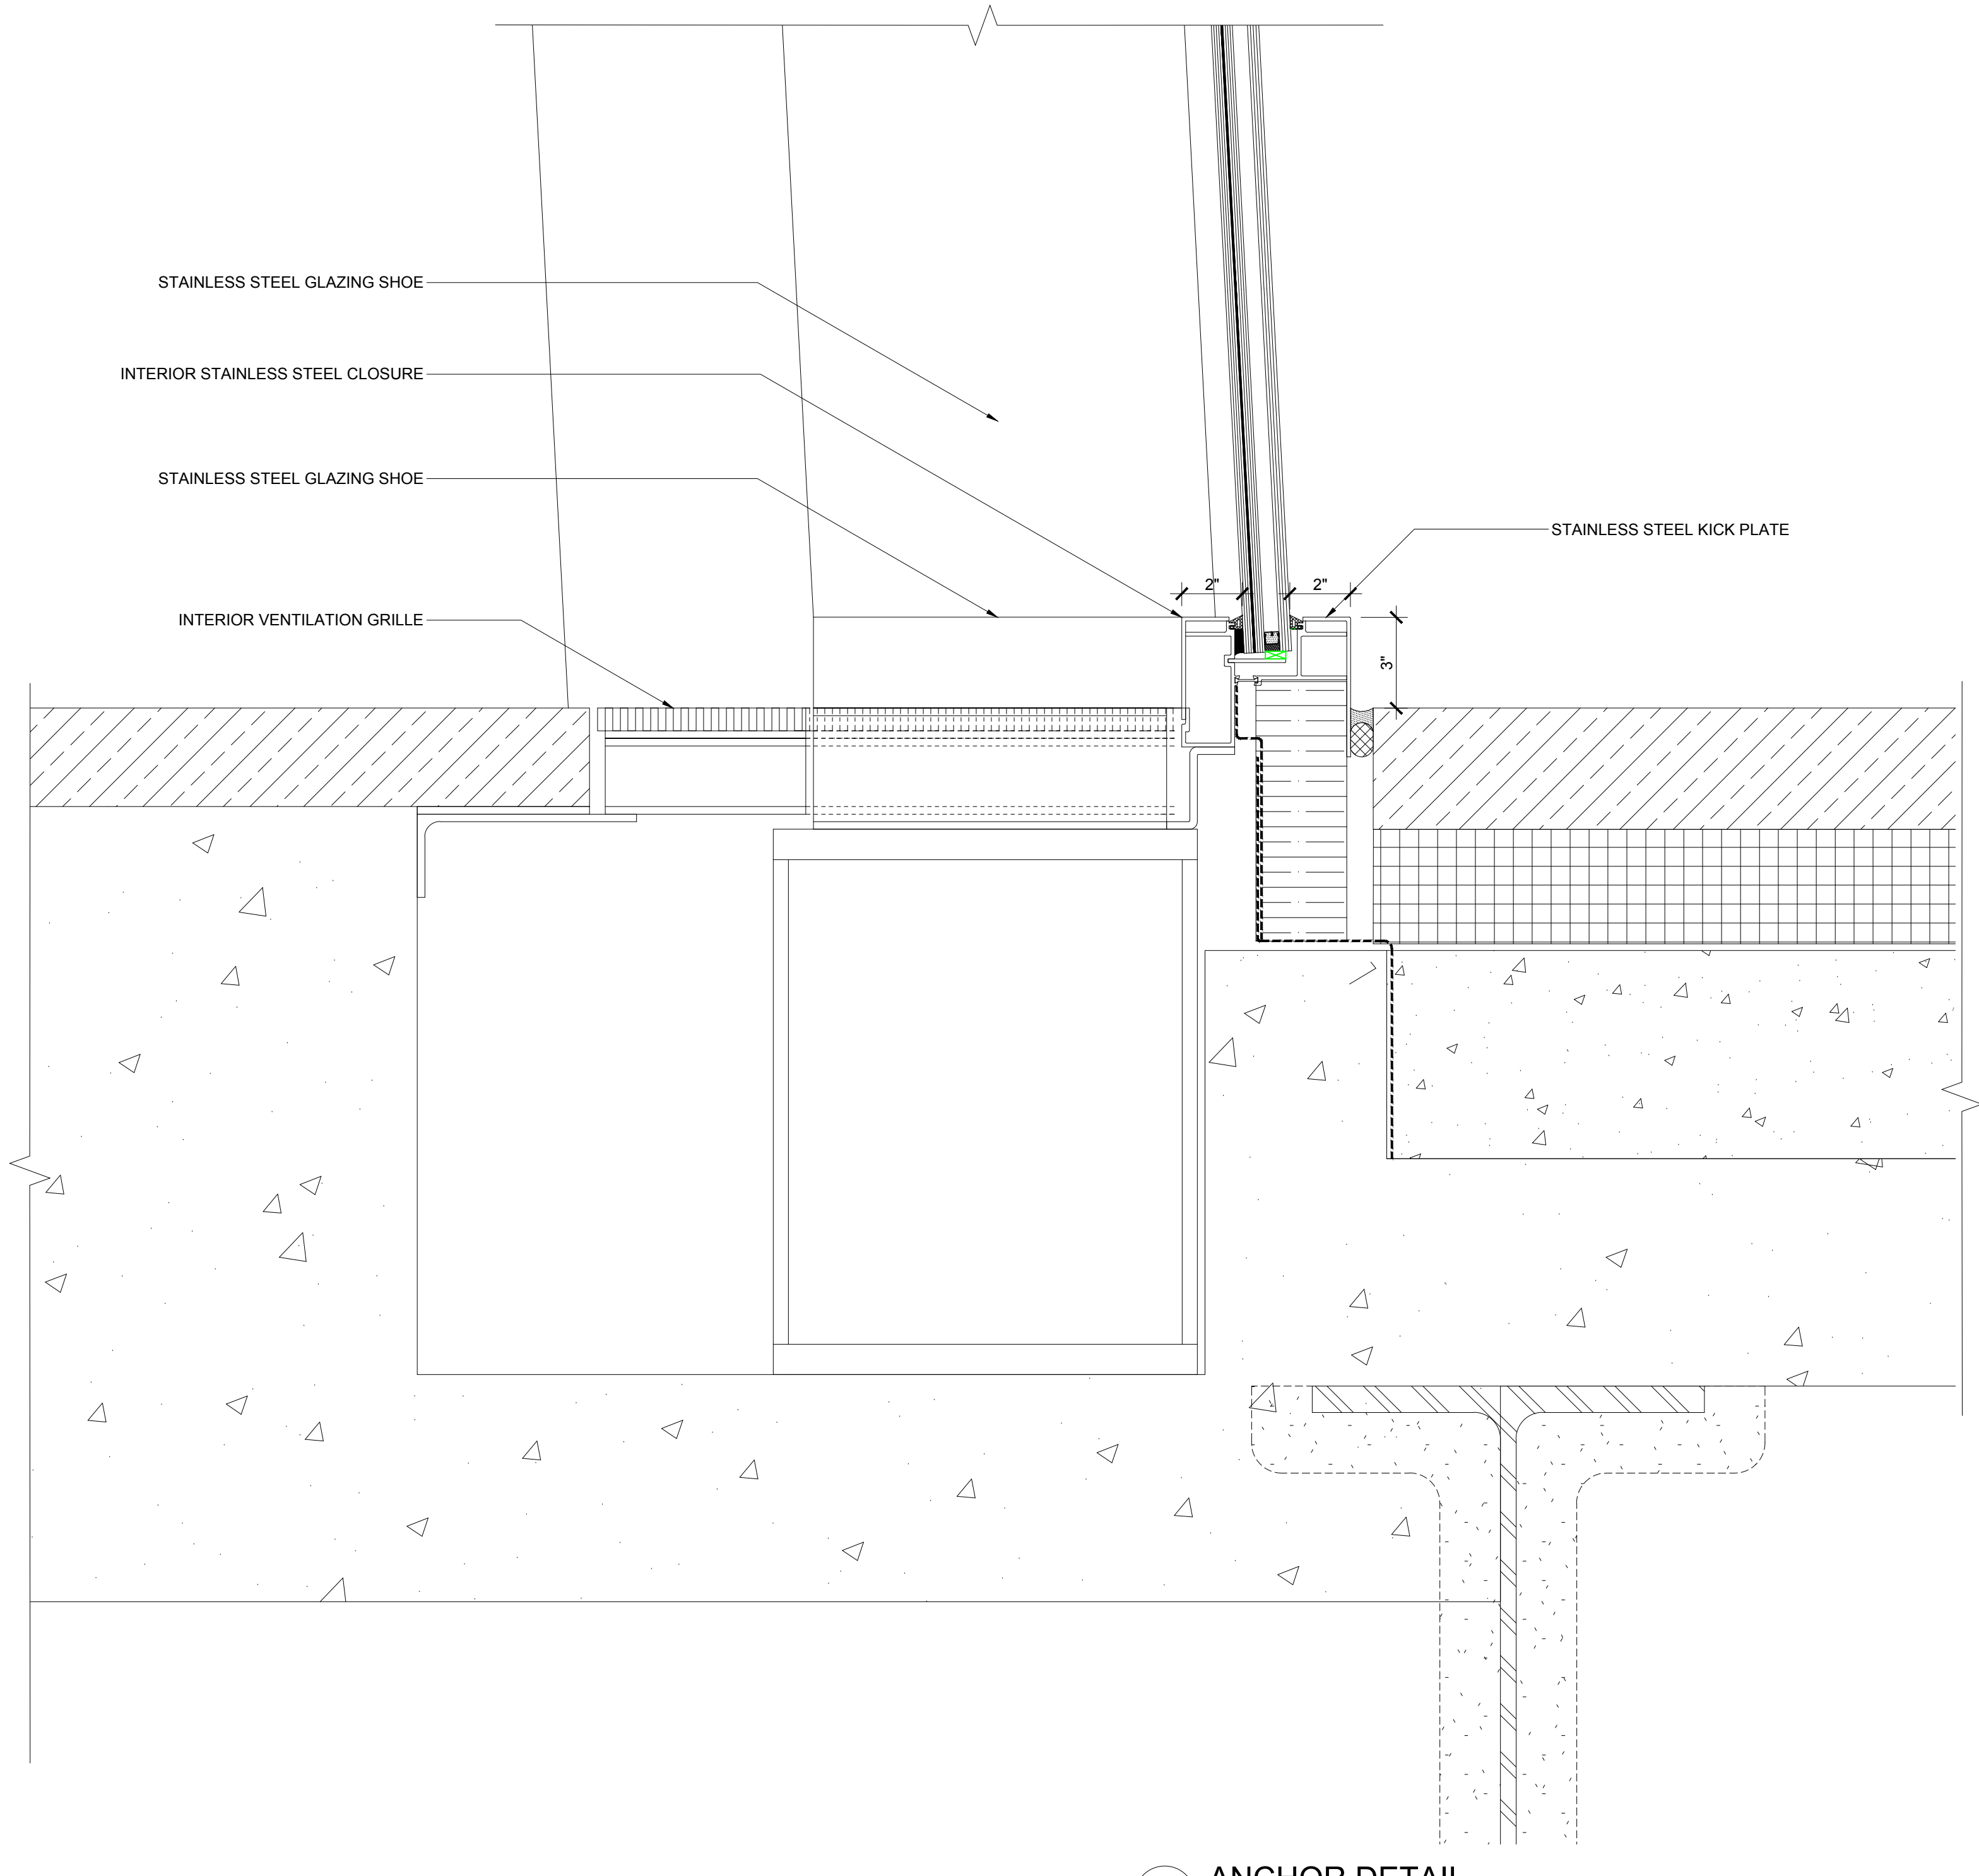 STAINLESS STEEL GLAZING SHOE
INTERIOR STAINLESS STEEL CLOSURE
STAINLESS STEEL GLAZING SHOE
STAINLESS STEEL KICK PLATE
2" 2"
INTERIOR VENTILATION GRILLE
3"
ANCHOR DETAIL